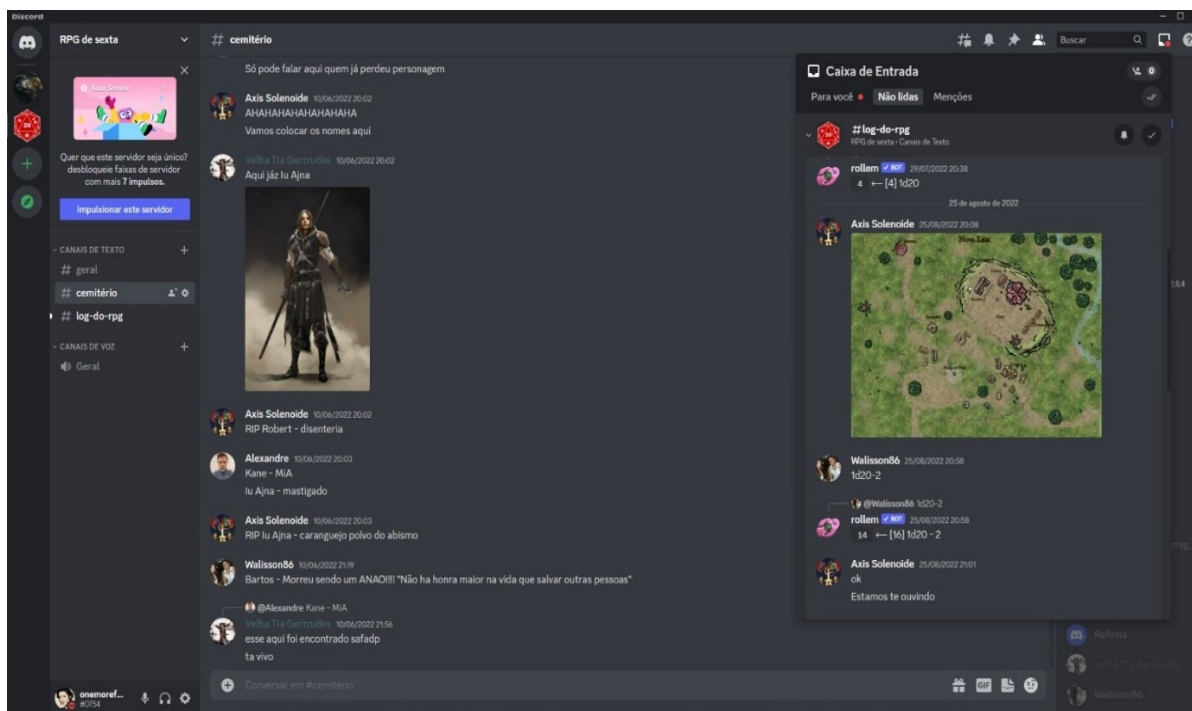 Discord
RPG de sexta
# cemitério
Buscar
Your Server
Quer que este servidor seja único?
desbloqueie faixas de servidor
com mais 7 impulsos.
Impulsionar este servidor
CANAIS DE TEXTO
# geral
# cemitério
# log-do-rpg
CANAIS DE VOZ
Geral
onemoref...
#0754
Só pode falar aqui quem já perdeu personagem
Axis Solenoide 10/06/2022 20:02
AHAHAHAHAHAHAHAHA
Vamos colocar os nomes aqui
Velha Tia Gertrudes 10/06/2022 20:02
Aqui jáz Iu Ajna
Axis Solenoide 10/06/2022 20:02
RIP Robert - disenteria
Alexandre 10/06/2022 20:03
Kane - MiA
Iu Ajna - mastigado
Axis Solenoide 10/06/2022 20:03
RIP Iu Ajna - caranguejo polvo do abismo
Walisson86 10/06/2022 21:19
Bartos - Morreu sendo um ANAO!!!! "Não ha honra maior na vida que salvar outras pessoas"
@Alexandre Kane - MiA
Velha Tia Gertrudes 10/06/2022 21:56
esse aqui foi encontrado safadp
ta vivo
Conversar em #cemitério
GIF
Caixa de Entrada
0
Para você
Não lidas
Menções
#log-do-rpg
RPG de sexta › Canais de Texto
rollem ✓ BOT 29/07/2022 20:38
4 ⟵ [4] 1d20
25 de agosto de 2022
Axis Solenoide 25/08/2022 20:08
Walisson86 25/08/2022 20:58
1d20-2
@Walisson86 1d20-2
rollem ✓ BOT 25/08/2022 20:58
14 ⟵ [16] 1d20 - 2
Axis Solenoide 25/08/2022 21:01
ok
Estamos te ouvindo
Rafinha
Velha Tia Gertrudes
Walisson86